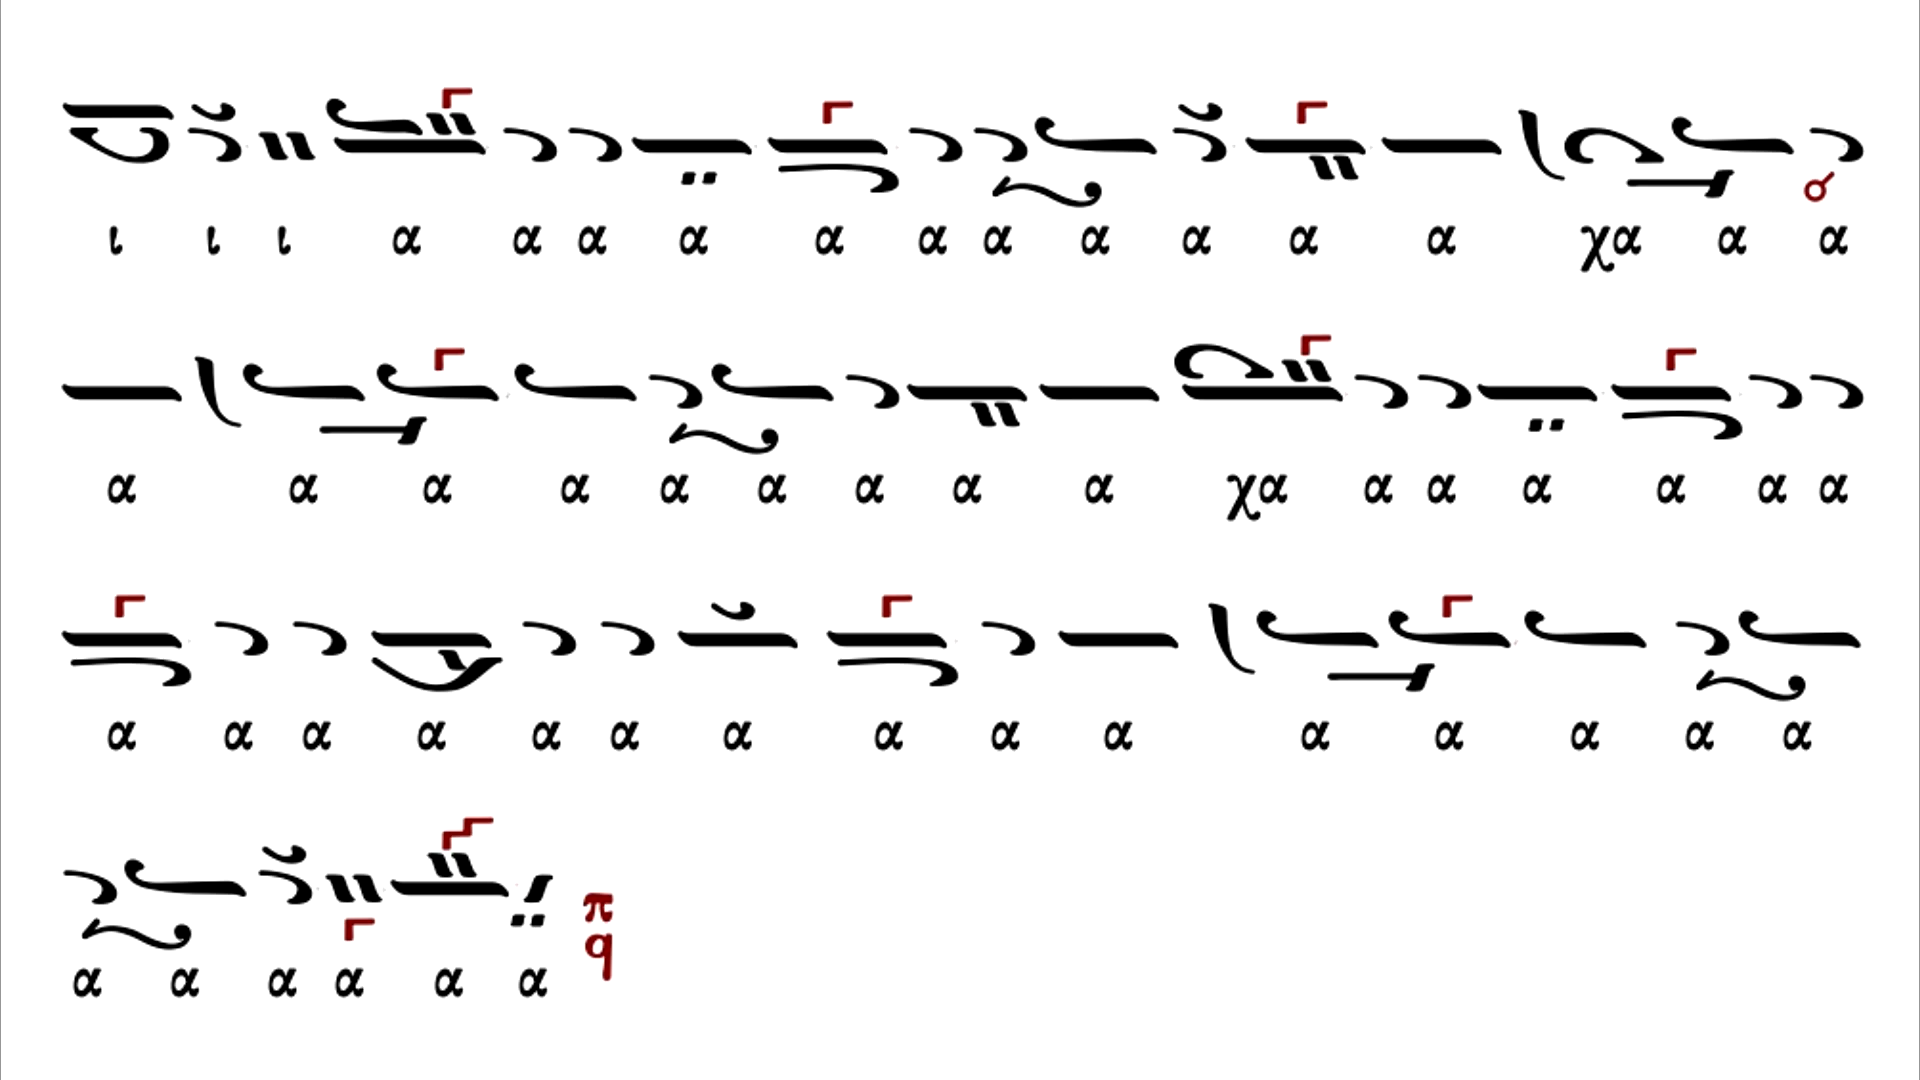 ι ι ι α α α α α α α α α α α χα α α
α α α α α α α α α χα α α α α α α
α α α α α α α α α α α α α α α
α α α α α α π q